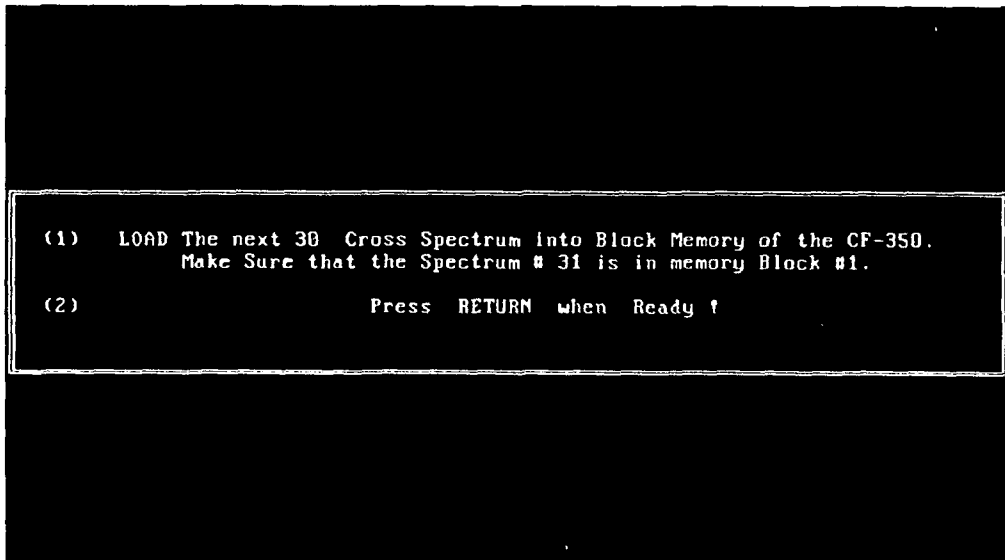 (1) LOAD The next 30 Cross Spectrum into Block Memory of the CF-350.
Make Sure that the Spectrum # 31 is in memory Block #1.
(2) Press RETURN when Ready !